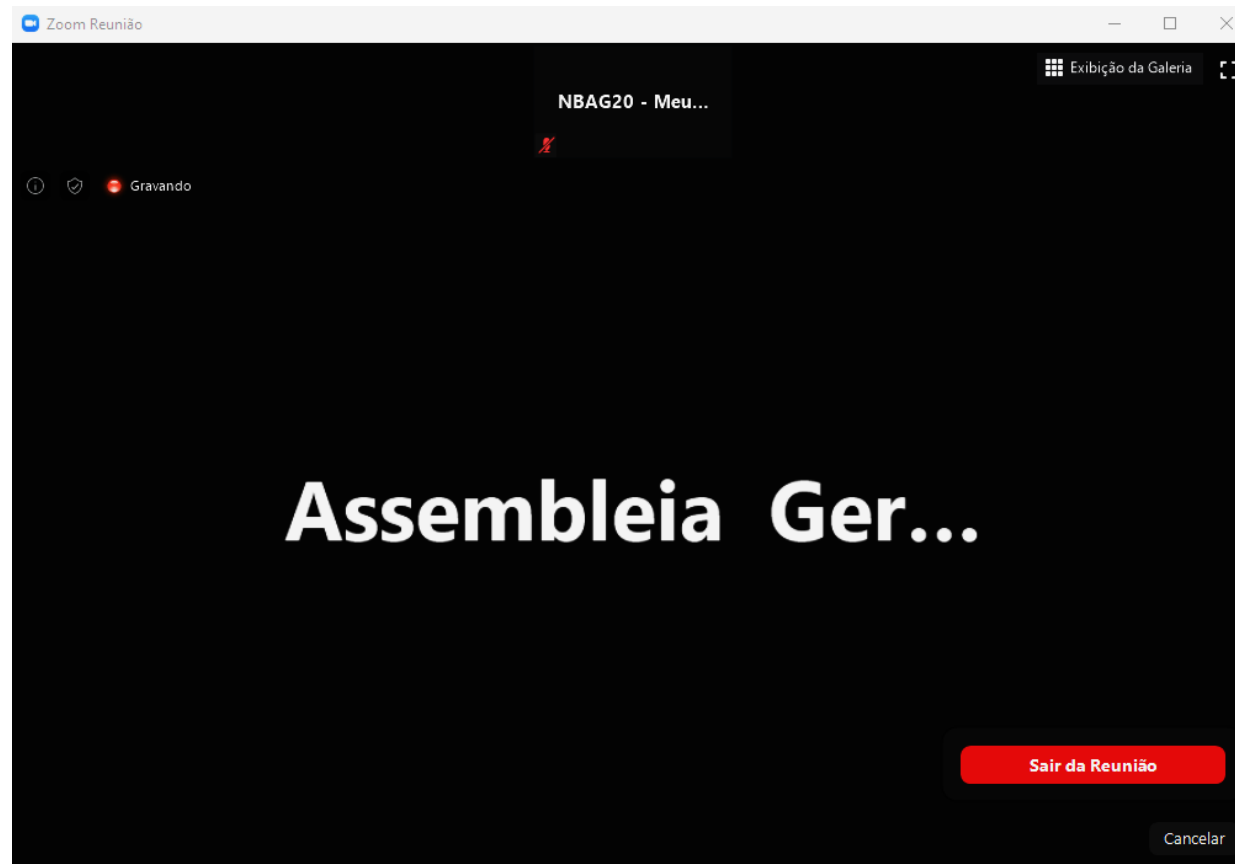 Zoom Reunião
Exibição da Galeria
NBAG20 - Meu...
Gravando
Assembleia Ger...
Sair da Reunião
Cancelar